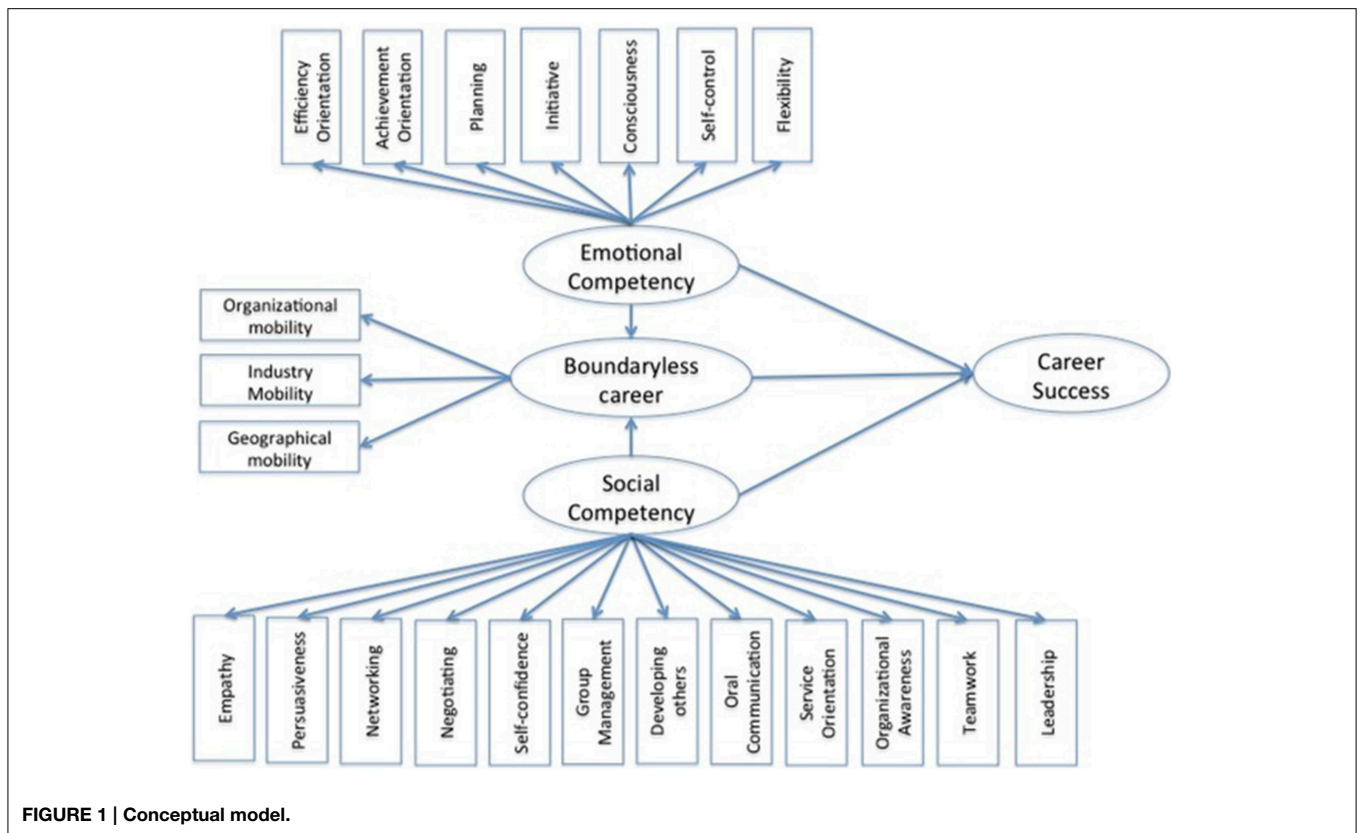 Efficiency
Orientation
Achievement
Orientation
Planning
Initiative
Consciousness
Self-control
Flexibility
Emotional
Competency
Organizational
mobility
Industry
Mobility
Geographical
mobility
Boundaryless
career
Career
Success
Social
Competency
Empathy
Persuasiveness
Networking
Negotiating
Self-confidence
Group
Management
Developing
others
Oral
Communication
Service
Orientation
Organizational
Awareness
Teamwork
Leadership
FIGURE 1 | Conceptual model.